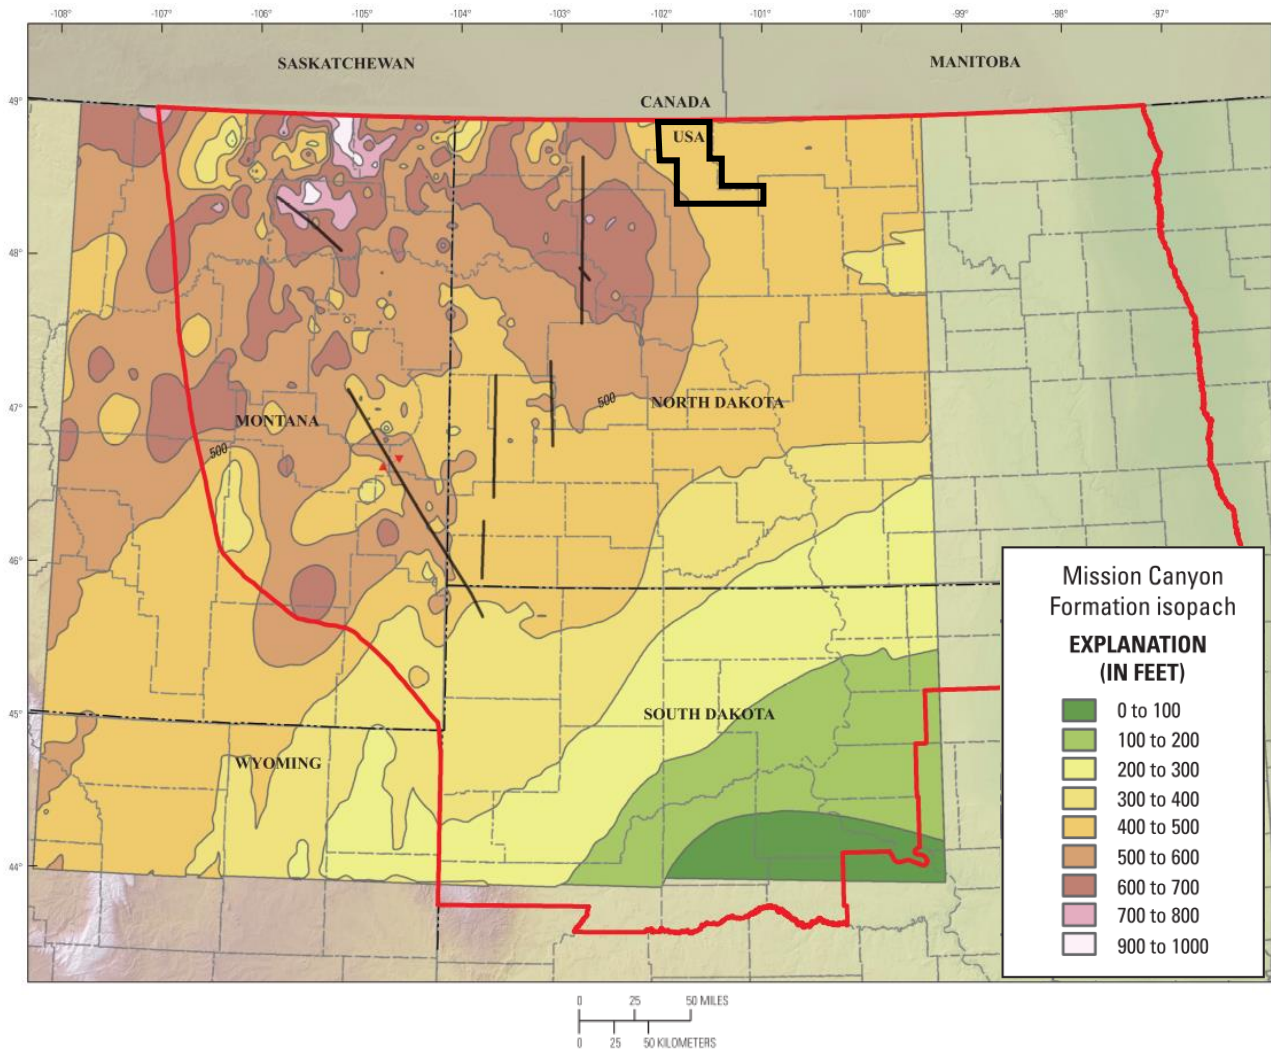 -108° -107° -106° -105° -104° -103° -102° -101° -100° -99° -98° -97°
SASKATCHEWAN
MANITOBA
49°
CANADA
USA
48°
47°
500
NORTH DAKOTA
MONTANA
500
46°
45°
SOUTH DAKOTA
WYOMING
44°
Mission Canyon
Formation isopach
EXPLANATION
(IN FEET)
0 to 100
100 to 200
200 to 300
300 to 400
400 to 500
500 to 600
600 to 700
700 to 800
900 to 1000
0 25 50 MILES
0 25 50 KILOMETERS